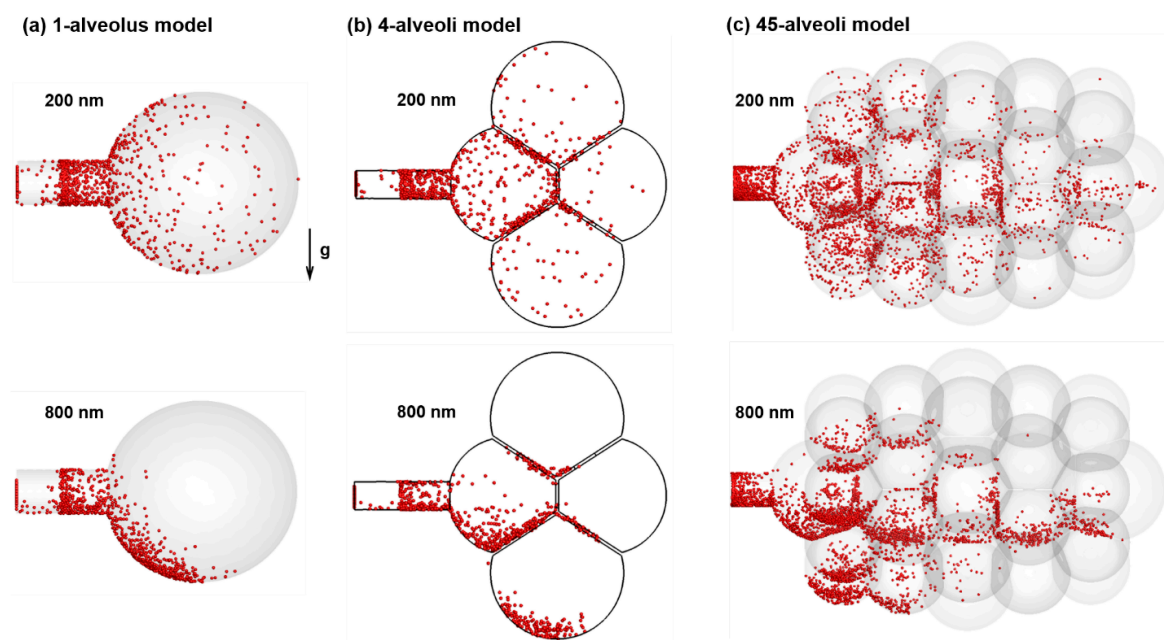 (a) 1-alveolus model
(b) 4-alveoli model
(c) 45-alveoli model
200 nm
200 nm
200 nm
g
800 nm
800 nm
800 nm